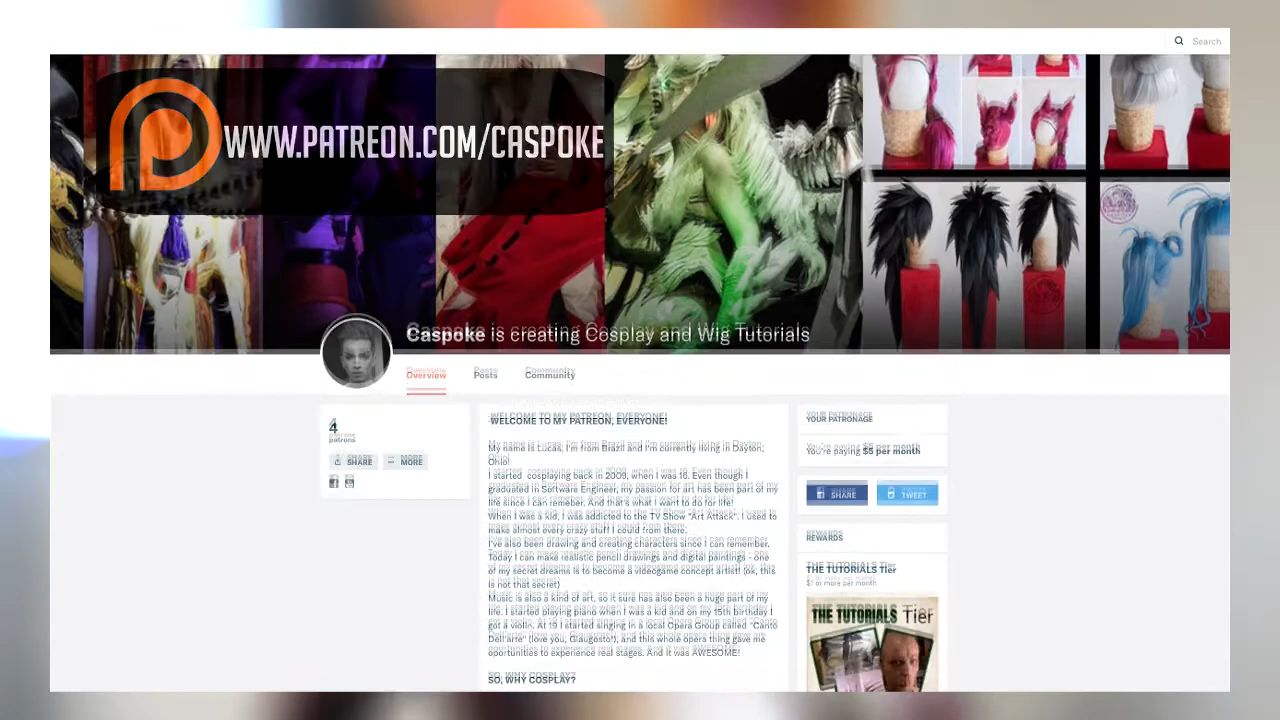 Search
WWW.PATREON.COM/CASPOKE
Caspoke is creating Cosplay and Wig Tutorials
Overview
Posts
Community
4
patrons
SHARE
MORE
WELCOME TO MY PATREON, EVERYONE!
My name is Lucas, I'm from Brazil and I'm currently living in Dayton,
Ohio!
I started cosplaying back in 2009, when I was 16. Even though I
graduated in Software Engineer, my passion for art has been part of my
life since I can remeber. And that's what I want to do for life!
When I was a kid, I was addicted to the TV Show "Art Attack". I used to
make almost every crazy stuff I could from there.
I've also been drawing and creating characters since I can remember.
Today I can make realistic pencil drawings and digital paintings - one
of my secret dreams is to become a videogame concept artist! (ok, this
is not that secret)
Music is also a kind of art, so it sure has also been a huge part of my
life. I started playing piano when I was a kid and on my 15th birthday I
got a violin. At 19 I started singing in a local Opera Group called "Canto
Dell'arte" (love you, Glaugosto!), and this whole opera thing gave me
oportunities to experience real stages. And it was AWESOME!
SO, WHY COSPLAY?
YOUR PATRONAGE
You're paying $5 per month
SHARE
TWEET
REWARDS
THE TUTORIALS Tier
$1 or more per month
THE TUTORIALS Tier